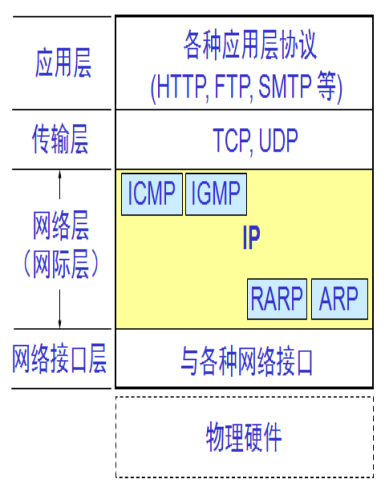 应用层
各种应用层协议
(HTTP, FTP, SMTP 等)
传输层
TCP, UDP
网络层
（网际层）
ICMP
IGMP
IP
RARP
ARP
网络接口层
与各种网络接口
物理硬件